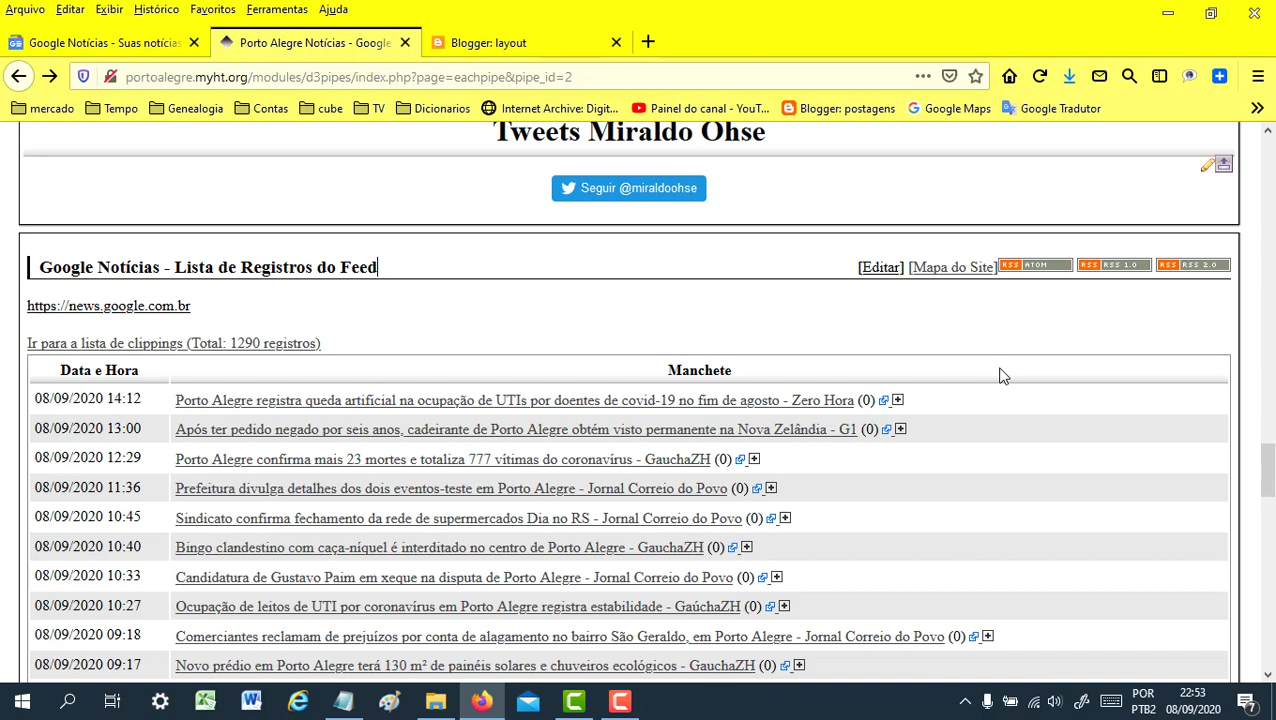 Arquivo Editar Exibir Histórico Favoritos Ferramentas Ajuda
Google Notícias - Suas notícias Porto Alegre Notícias - Google Blogger: layout
portoalegre.myht.org/modules/d3pipes/index.php?page=eachpipe&pipe_id=2
mercado Tempo Genealogia Contas cube TV Dicionarios Internet Archive: Digit... Painel do canal - YouT... Blogger: postagens Google Maps Google Tradutor
Tweets Miraldo Ohse
Seguir @miraldoohse
Google Notícias - Lista de Registros do Feed [Editar] [Mapa do Site] RSS ATOM RSS RSS 1.0 RSS RSS 2.0
https://news.google.com.br
Ir para a lista de clippings (Total: 1290 registros)
Data e Hora Manchete
08/09/2020 14:12 Porto Alegre registra queda artificial na ocupação de UTIs por doentes de covid-19 no fim de agosto - Zero Hora (0)
08/09/2020 13:00 Após ter pedido negado por seis anos, cadeirante de Porto Alegre obtém visto permanente na Nova Zelândia - G1 (0)
08/09/2020 12:29 Porto Alegre confirma mais 23 mortes e totaliza 777 vítimas do coronavírus - GauchaZH (0)
08/09/2020 11:36 Prefeitura divulga detalhes dos dois eventos-teste em Porto Alegre - Jornal Correio do Povo (0)
08/09/2020 10:45 Sindicato confirma fechamento da rede de supermercados Dia no RS - Jornal Correio do Povo (0)
08/09/2020 10:40 Bingo clandestino com caça-níquel é interditado no centro de Porto Alegre - GauchaZH (0)
08/09/2020 10:33 Candidatura de Gustavo Paim em xeque na disputa de Porto Alegre - Jornal Correio do Povo (0)
08/09/2020 10:27 Ocupação de leitos de UTI por coronavírus em Porto Alegre registra estabilidade - GaúchaZH (0)
08/09/2020 09:18 Comerciantes reclamam de prejuízos por conta de alagamento no bairro São Geraldo, em Porto Alegre - Jornal Correio do Povo (0)
08/09/2020 09:17 Novo prédio em Porto Alegre terá 130 m² de painéis solares e chuveiros ecológicos - GauchaZH (0)
POR 22:53
PTB2 08/09/2020 7